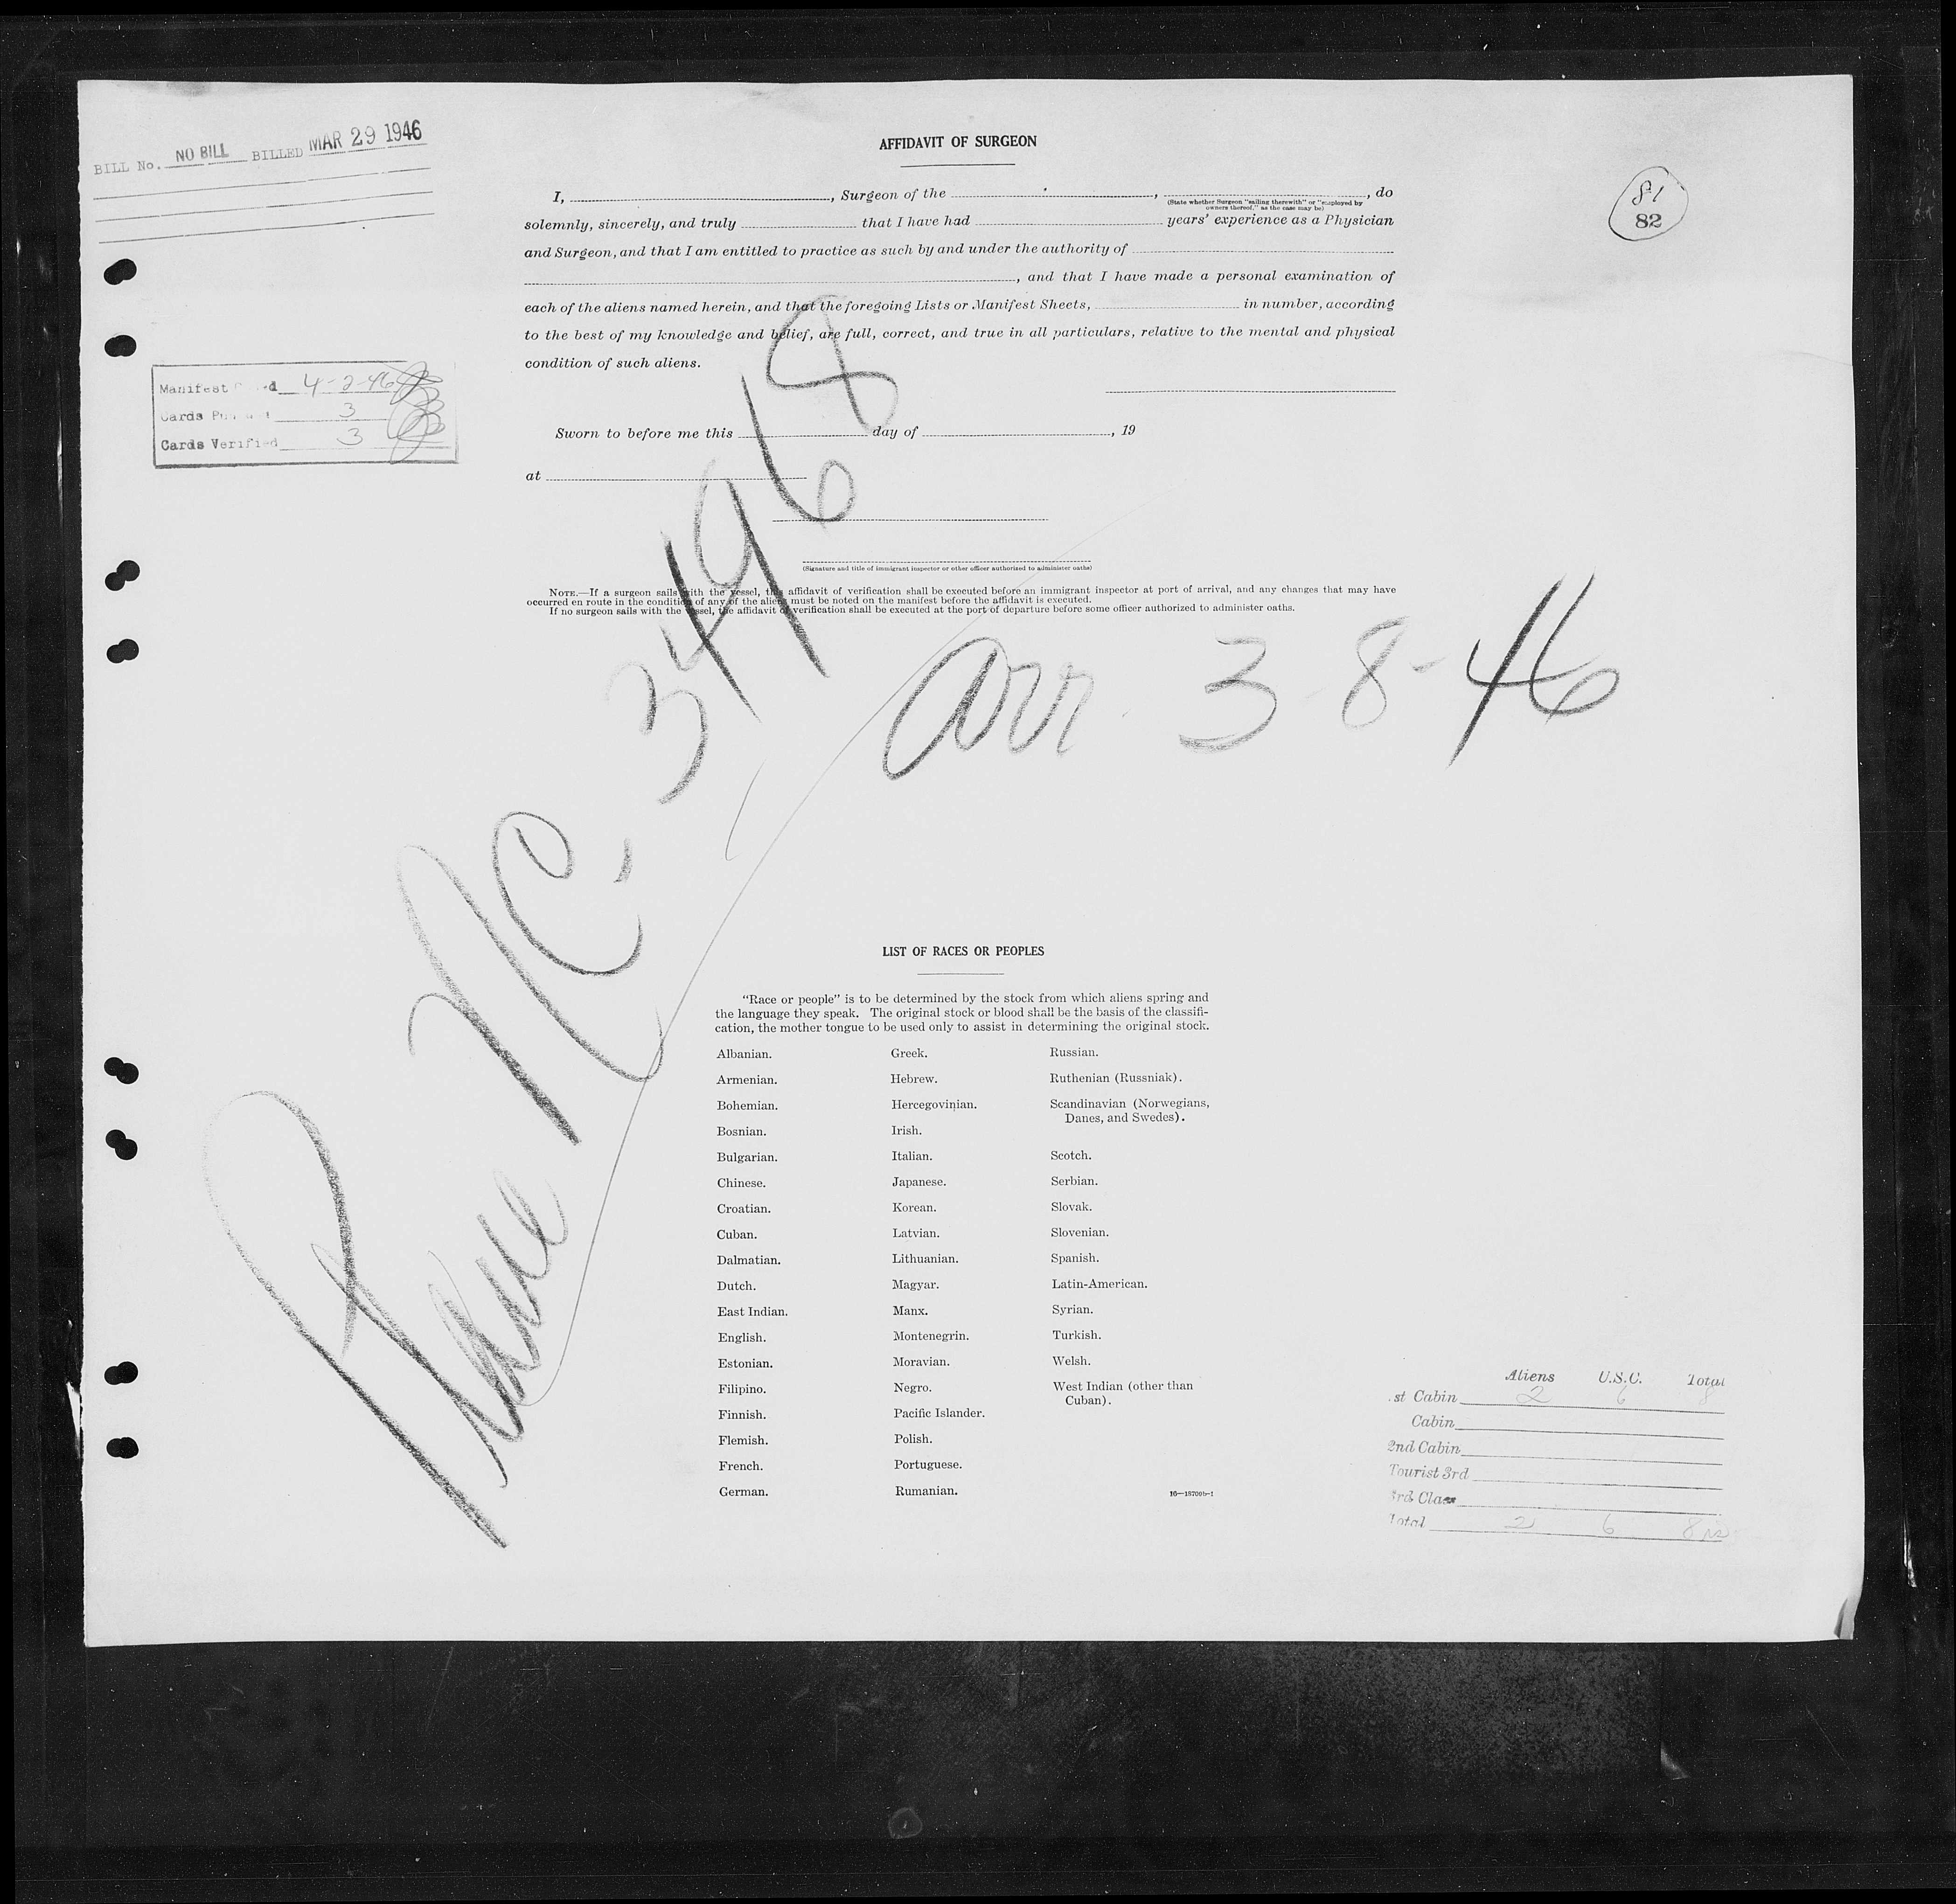 BILL No. NO BILL BILLED MAR 29 1946
AFFIDAVIT OF SURGEON
81
82
I, , Surgeon of the , , do
(State whether Surgeon "sailing therewith" or "employed by
owners thereof," as the case may be)
solemnly, sincerely, and truly that I have had years' experience as a Physician
and Surgeon, and that I am entitled to practice as such by and under the authority of
, and that I have made a personal examination of
each of the aliens named herein, and that the foregoing Lists or Manifest Sheets, in number, according
to the best of my knowledge and belief, are full, correct, and true in all particulars, relative to the mental and physical
condition of such aliens.
Manifest 4-2-46
Cards 3
Cards Verified 3
Sworn to before me this day of , 19
at
(Signature and title of immigrant inspector or other officer authorized to administer oaths)
NOTE.—If a surgeon sails with the vessel, this affidavit of verification shall be executed before an immigrant inspector at port of arrival, and any changes that may have
occurred en route in the condition of any of the aliens must be noted on the manifest before the affidavit is executed.
If no surgeon sails with the vessel, the affidavit of verification shall be executed at the port of departure before some officer authorized to administer oaths.
Plane NC. 34968
arr 3-8-46
LIST OF RACES OR PEOPLES
"Race or people" is to be determined by the stock from which aliens spring and
the language they speak. The original stock or blood shall be the basis of the classifi-
cation, the mother tongue to be used only to assist in determining the original stock.
Albanian.
Armenian.
Bohemian.
Bosnian.
Bulgarian.
Chinese.
Croatian.
Cuban.
Dalmatian.
Dutch.
East Indian.
English.
Estonian.
Filipino.
Finnish.
Flemish.
French.
German.
Greek.
Hebrew.
Hercegovinian.
Irish.
Italian.
Japanese.
Korean.
Latvian.
Lithuanian.
Magyar.
Manx.
Montenegrin.
Moravian.
Negro.
Pacific Islander.
Polish.
Portuguese.
Rumanian.
Russian.
Ruthenian (Russniak).
Scandinavian (Norwegians,
Danes, and Swedes).
Scotch.
Serbian.
Slovak.
Slovenian.
Spanish.
Latin-American.
Syrian.
Turkish.
Welsh.
West Indian (other than
Cuban).
16—18709b-1
Aliens U.S.C. Total
st Cabin 2 6 8
Cabin
2nd Cabin
Tourist 3rd
3rd Class
Total 2 6 8